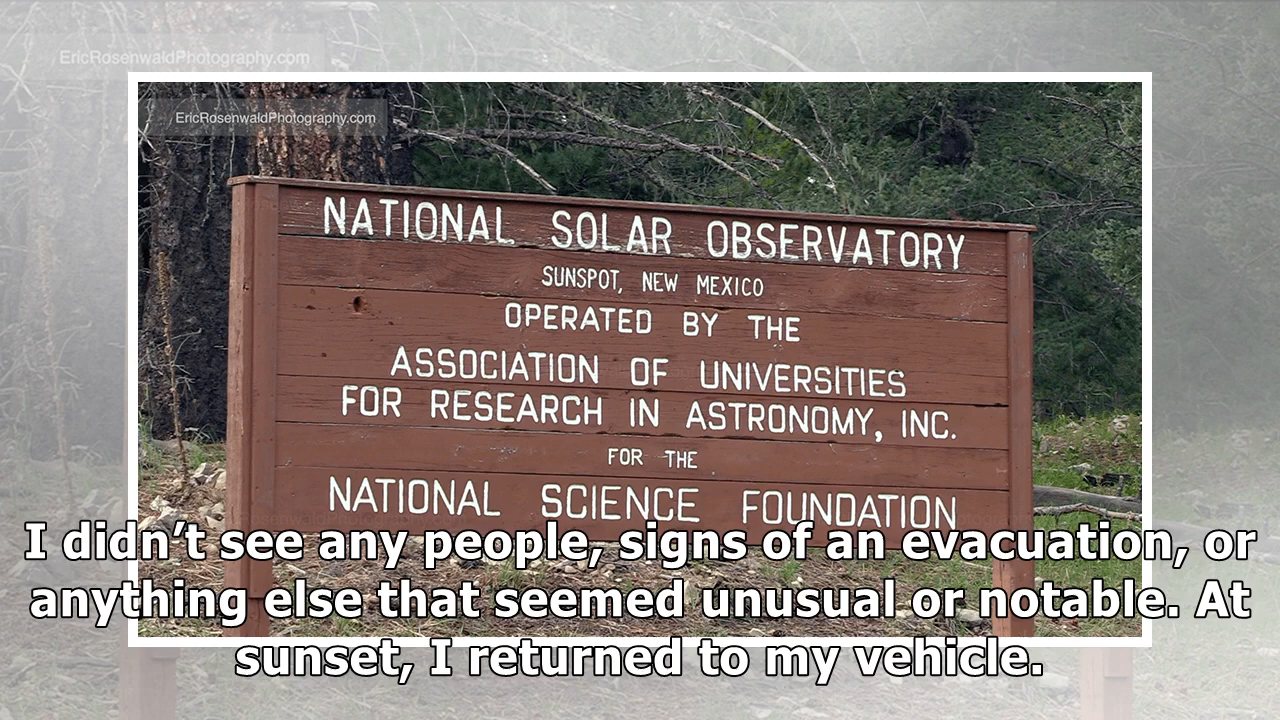 EricRosenwaldPhotography.com
EricRosenwaldPhotography.com
NATIONAL SOLAR OBSERVATORY
SUNSPOT, NEW MEXICO
OPERATED BY THE
ASSOCIATION OF UNIVERSITIES
FOR RESEARCH IN ASTRONOMY, INC.
FOR THE
NATIONAL SCIENCE FOUNDATION
I didn’t see any people, signs of an evacuation, or
anything else that seemed unusual or notable. At
sunset, I returned to my vehicle.